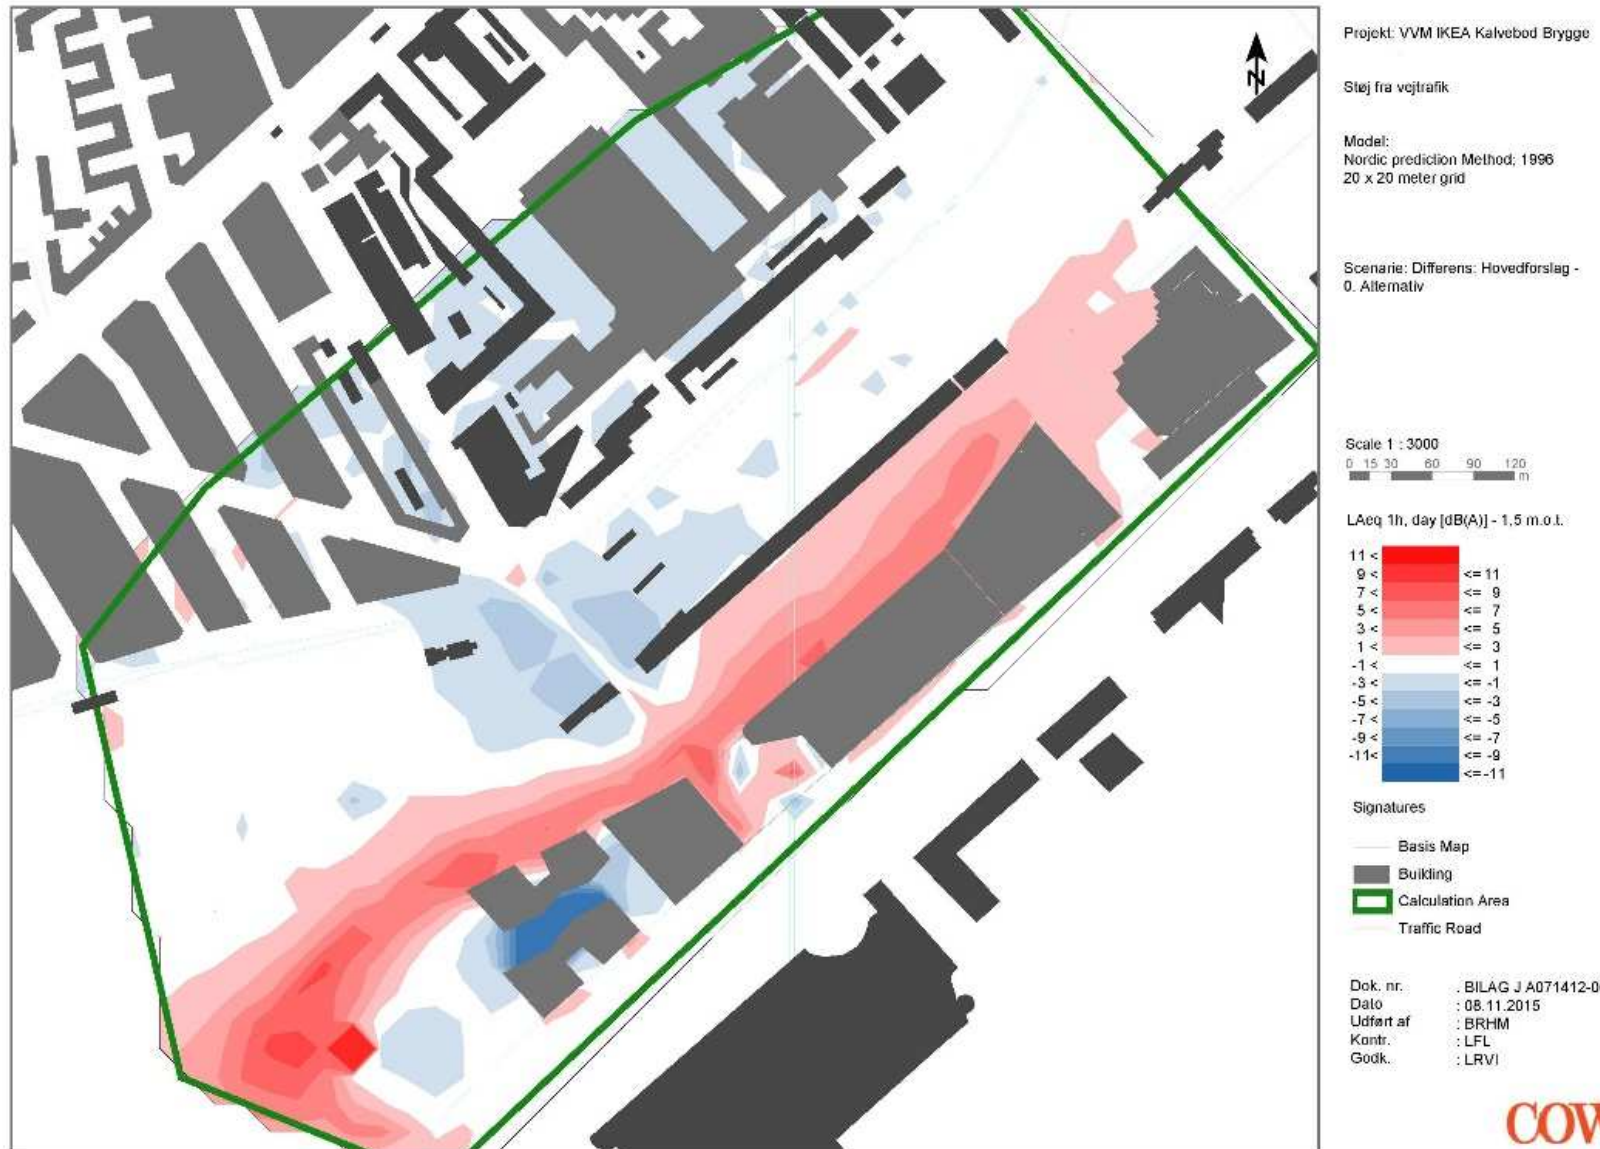 Projekt: VVM IKEA Kalvebod Brygge
Støj fra vejtrafik
Model:
Nordic prediction Method; 1996
20 x 20 meter grid
N
Scenarie: Differens: Hovedforslag -
0. Alternativ
Scale 1 : 3000
0 15 30 60 90 120
m
LAeq 1h, day [dB(A)] - 1,5 m.o.t.
11 <
9 < <= 11
7 < <= 9
5 < <= 7
3 < <= 5
1 < <= 3
-1 < <= 1
-3 < <= -1
-5 < <= -3
-7 < <= -5
-9 < <= -7
-11< <= -9
<= -11
Signatures
Basis Map
Building
Calculation Area
Traffic Road
Dok. nr. : BILAG J A071412-0
Dato : 08.11.2015
Udført af : BRHM
Kontr. : LFL
Godk. : LRVI
COW